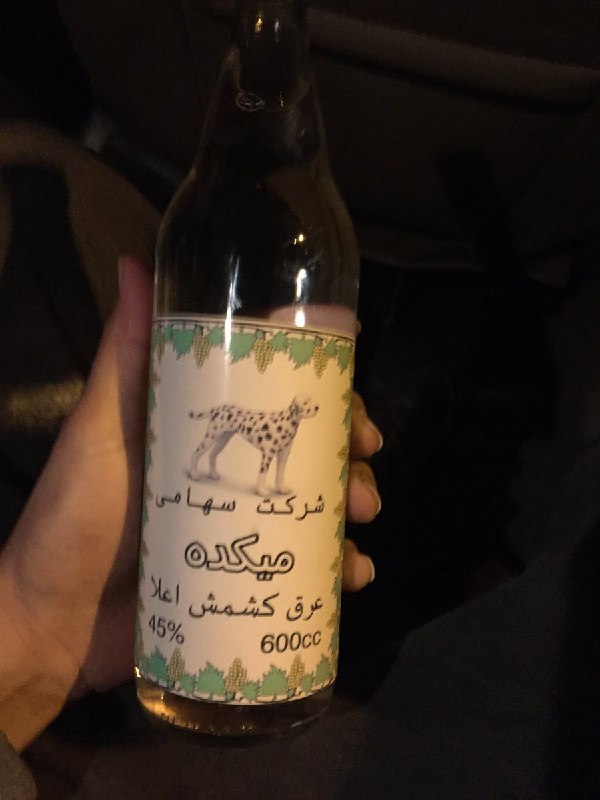 شرکت سهامی
میکده
عرق کشمش اعلا
45% 600cc